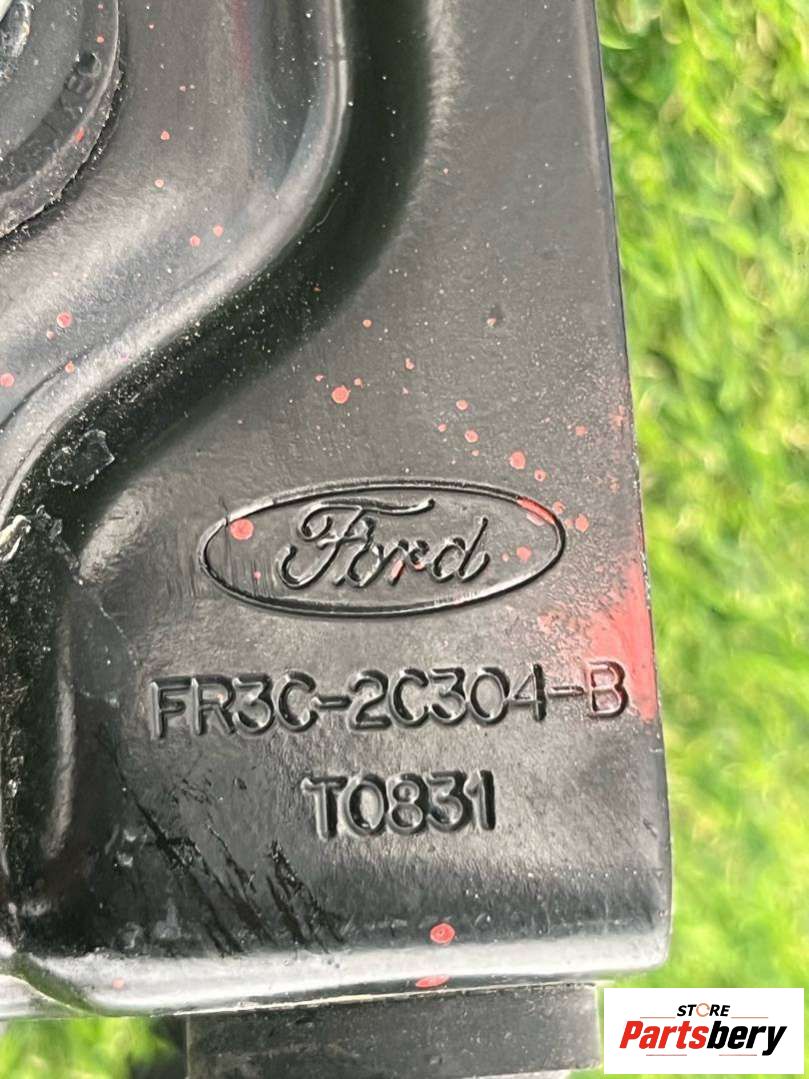 Ford
FR3C-2C304-B
T0831
STORE
Partsbery